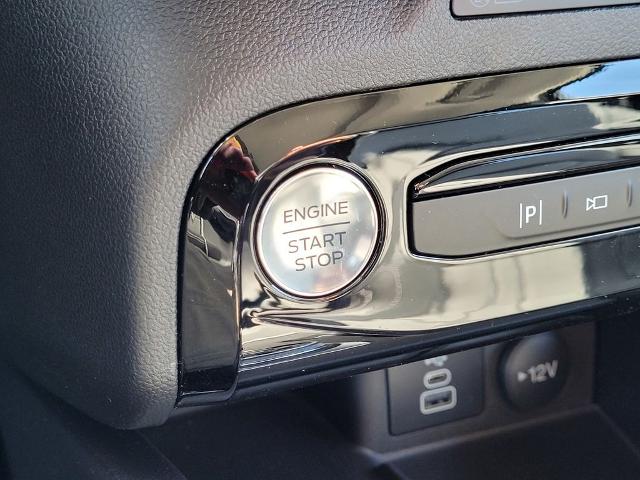 ENGINE
START
STOP
|P|
12V